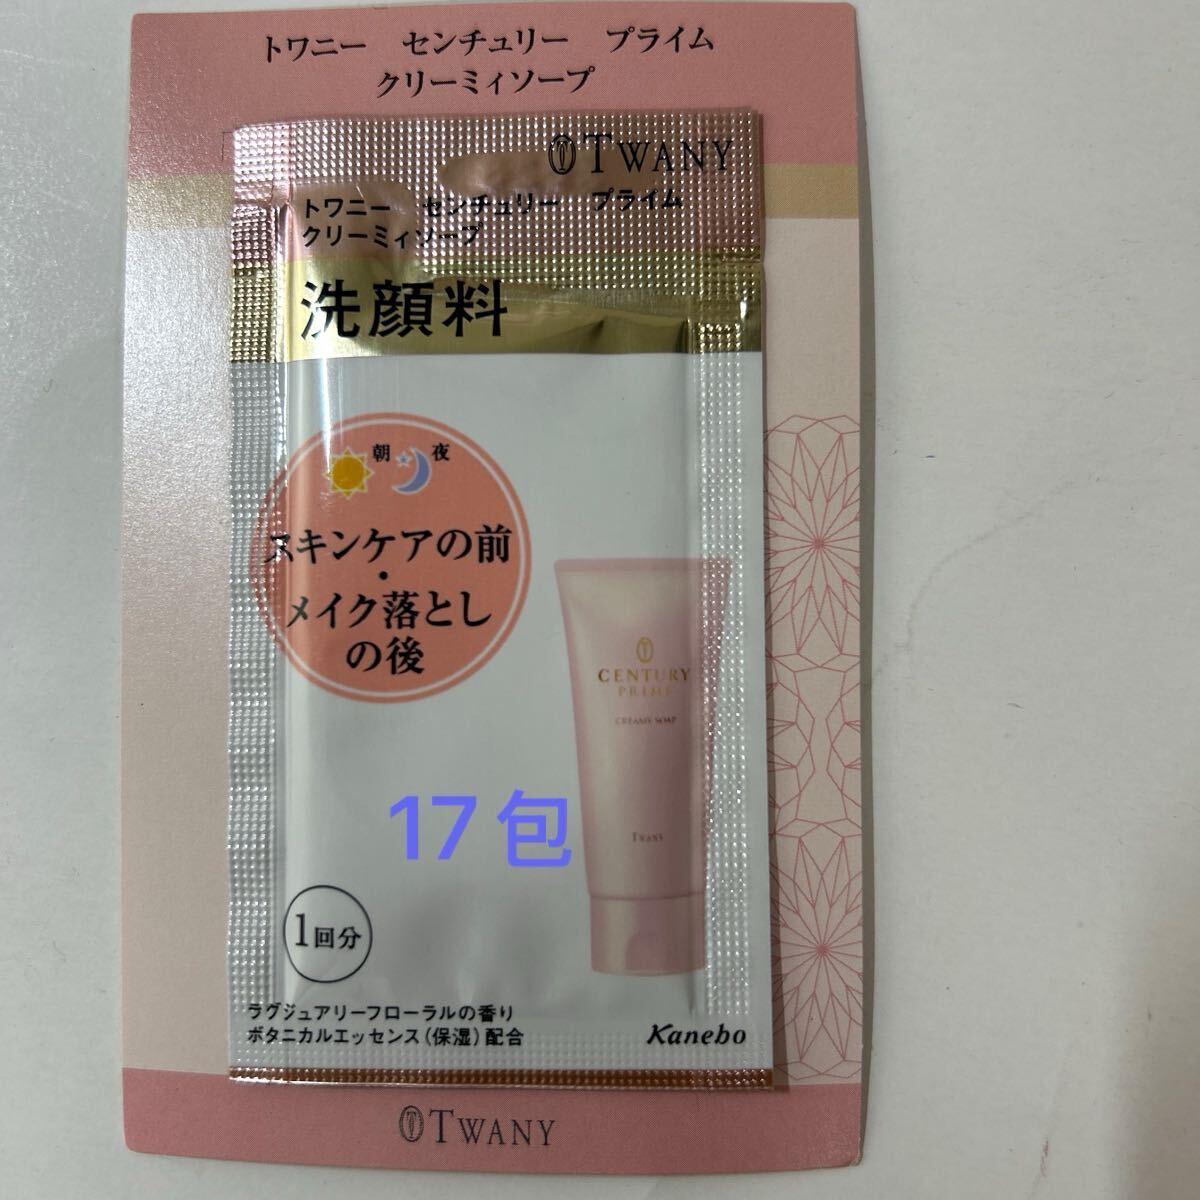 トワニー センチュリー プライム
クリーミィソープ
TWANY
トワニー センチュリー プライム
クリーミィソープ
洗顔料
朝 夜
スキンケアの前
・
メイク落とし
の後
CENTURY
PRIME
CREAMY SOAP
TWANY
17包
1回分
ラグジュアリーフローラルの香り
ボタニカルエッセンス(保湿)配合
Kanebo
TWANY